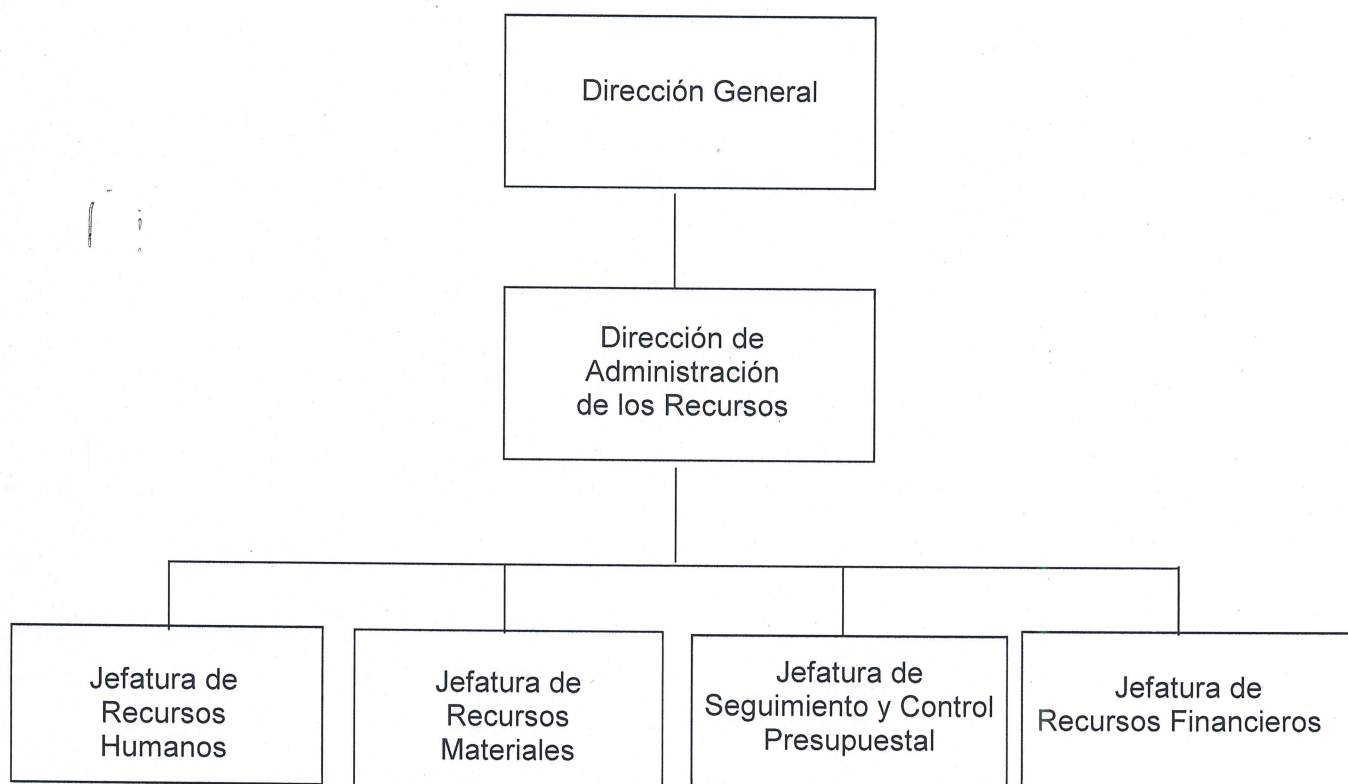 Dirección General
Dirección de
Administración
de los Recursos
Jefatura de
Recursos
Humanos
Jefatura de
Recursos
Materiales
Jefatura de
Seguimiento y Control
Presupuestal
Jefatura de
Recursos Financieros